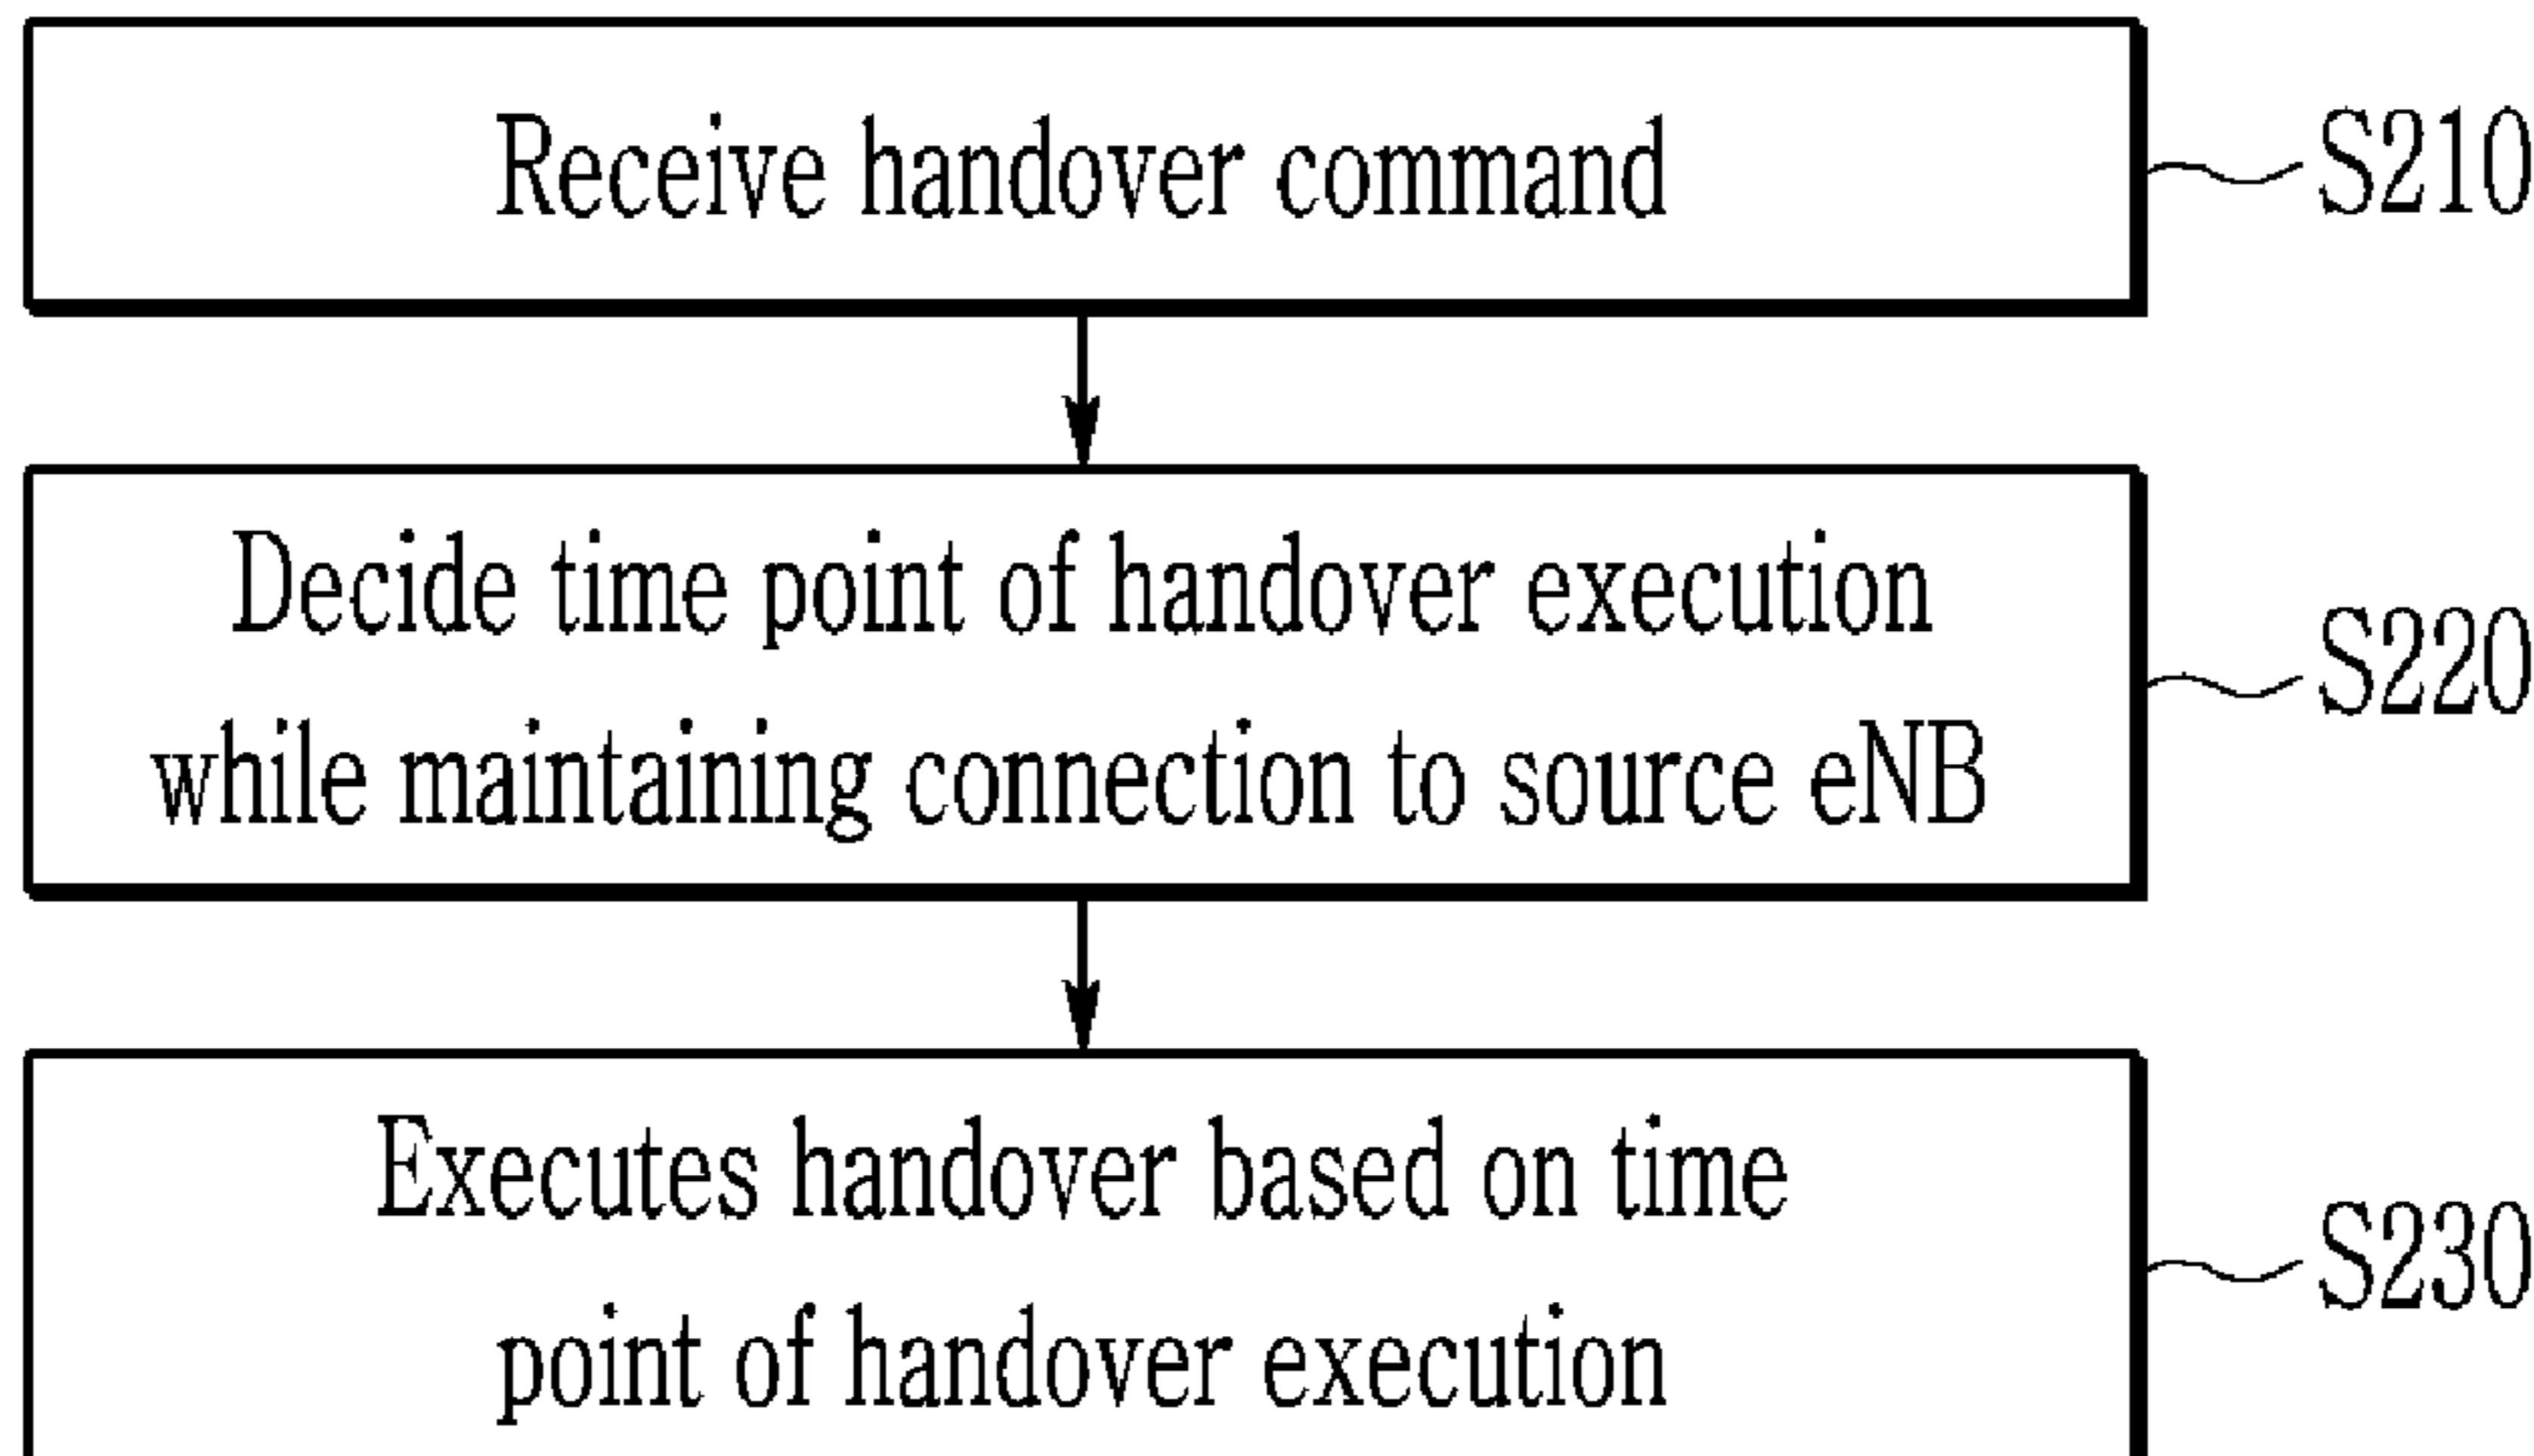 Receive handover command
S210
Decide time point of handover execution
while maintaining connection to source eNB
S220
Executes handover based on time
point of handover execution
S230